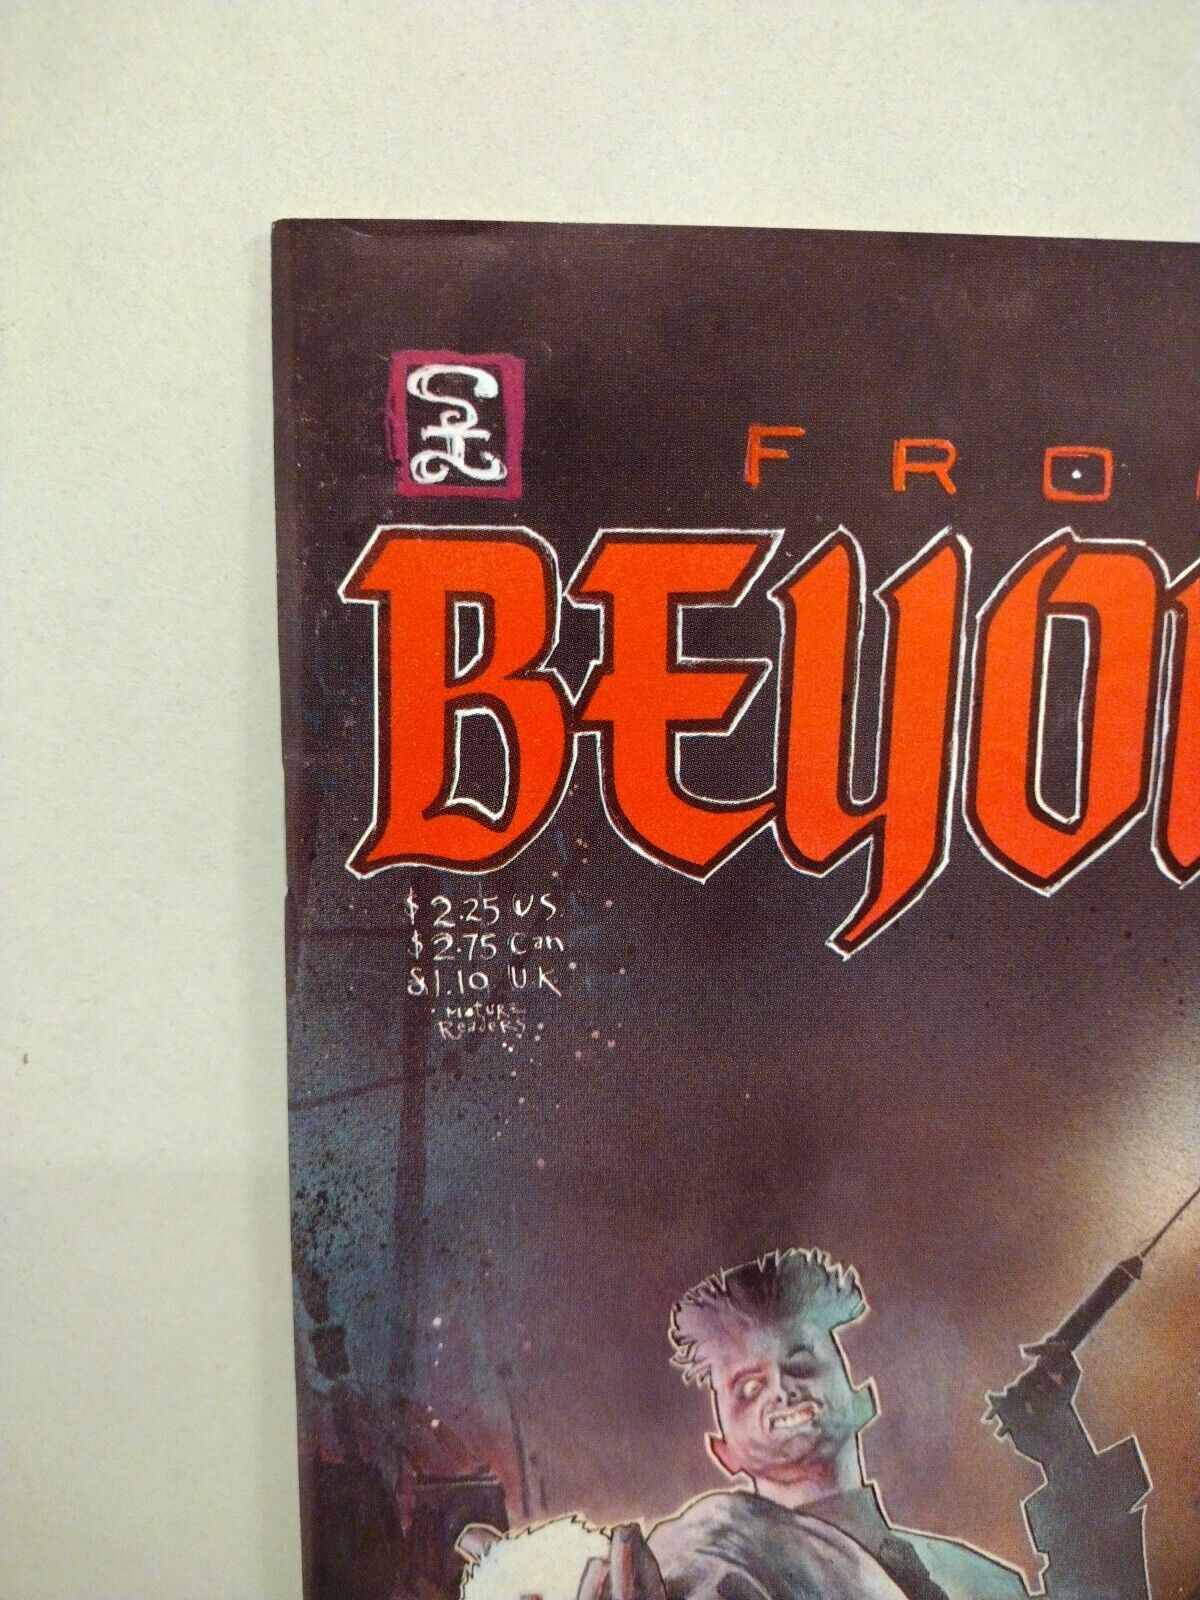 FRO
BEYO
$ 2.25 US.
$ 2.75 Can
£1.10 UK
MATURE
ReadeRS